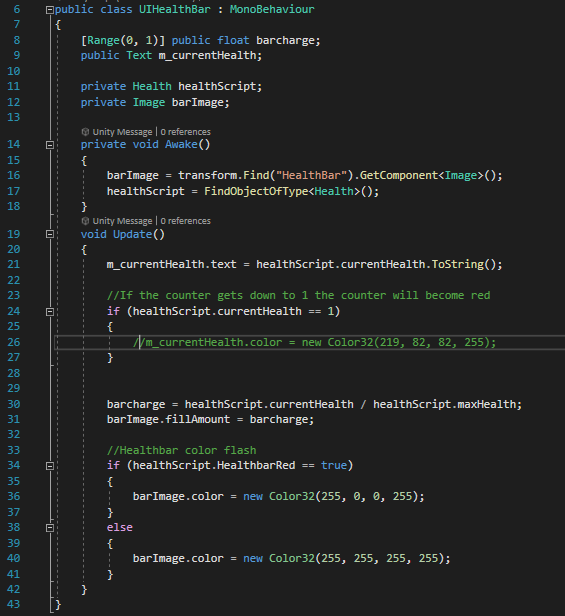 6 public class UIHealthBar : MonoBehaviour
7 {
8 [Range(0, 1)] public float barcharge;
9 public Text m_currentHealth;
10
11 private Health healthScript;
12 private Image barImage;
13
Unity Message | 0 references
14 private void Awake()
15 {
16 barImage = transform.Find("HealthBar").GetComponent<Image>();
17 healthScript = FindObjectOfType<Health>();
18 }
Unity Message | 0 references
19 void Update()
20 {
21 m_currentHealth.text = healthScript.currentHealth.ToString();
22
23 //If the counter gets down to 1 the counter will become red
24 if (healthScript.currentHealth == 1)
25 {
26 //m_currentHealth.color = new Color32(219, 82, 82, 255);
27 }
28
29
30 barcharge = healthScript.currentHealth / healthScript.maxHealth;
31 barImage.fillAmount = barcharge;
32
33 //Healthbar color flash
34 if (healthScript.HealthbarRed == true)
35 {
36 barImage.color = new Color32(255, 0, 0, 255);
37 }
38 else
39 {
40 barImage.color = new Color32(255, 255, 255, 255);
41 }
42 }
43 }